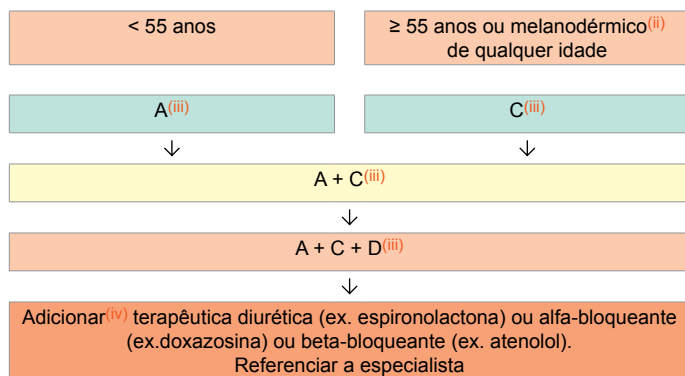 < 55 anos
≥ 55 anos ou melanodérmico(ii)
de qualquer idade
A(iii)
C(iii)
A + C(iii)
A + C + D(iii)
Adicionar(iv) terapêutica diurética (ex. espironolactona) ou alfa-bloqueante
(ex.doxazosina) ou beta-bloqueante (ex. atenolol).
Referenciar a especialista